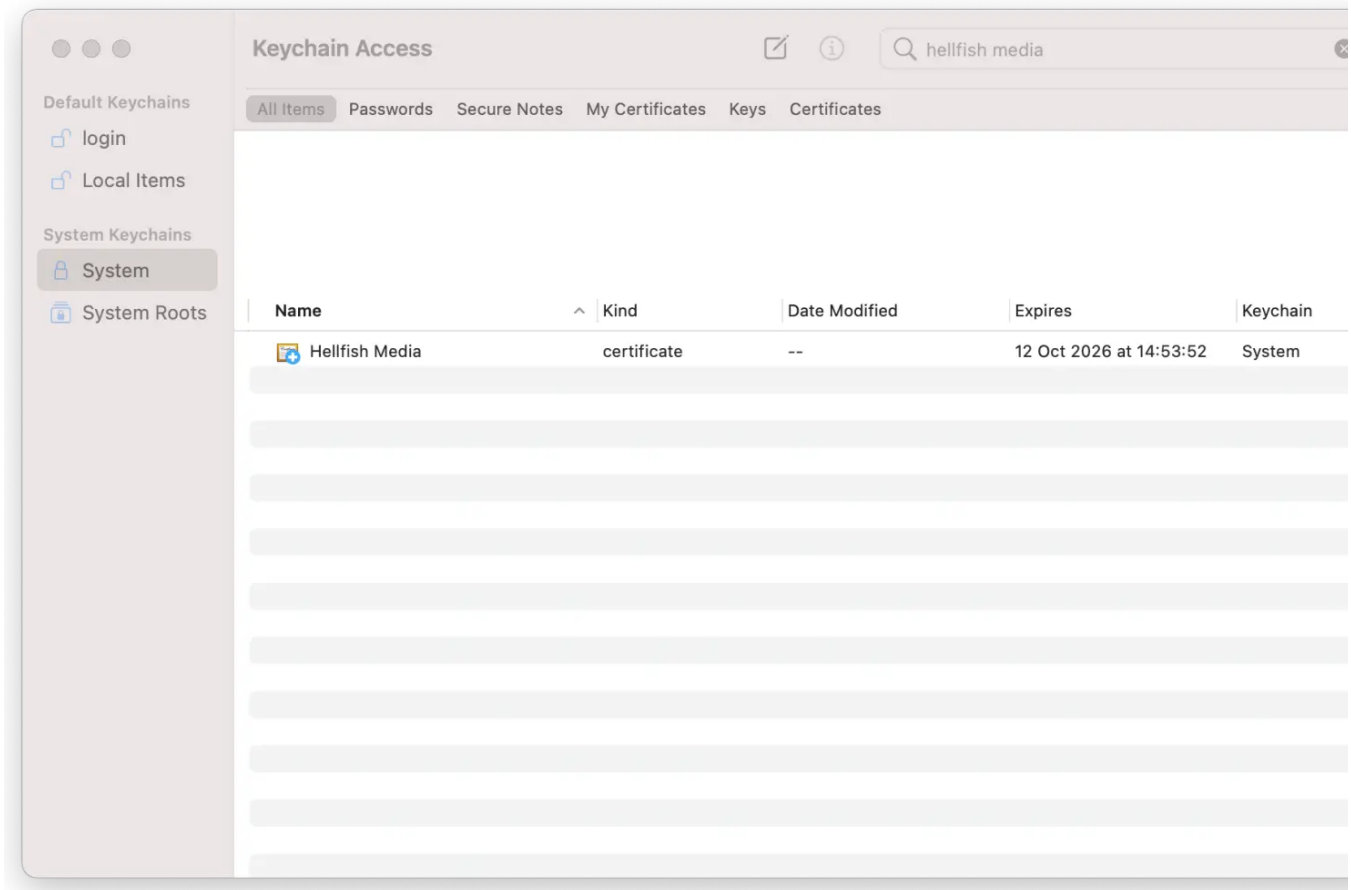 Keychain Access
hellfish media
Default Keychains
login
Local Items
System Keychains
System
System Roots
All Items Passwords Secure Notes My Certificates Keys Certificates
Name Kind Date Modified Expires Keychain
Hellfish Media certificate -- 12 Oct 2026 at 14:53:52 System